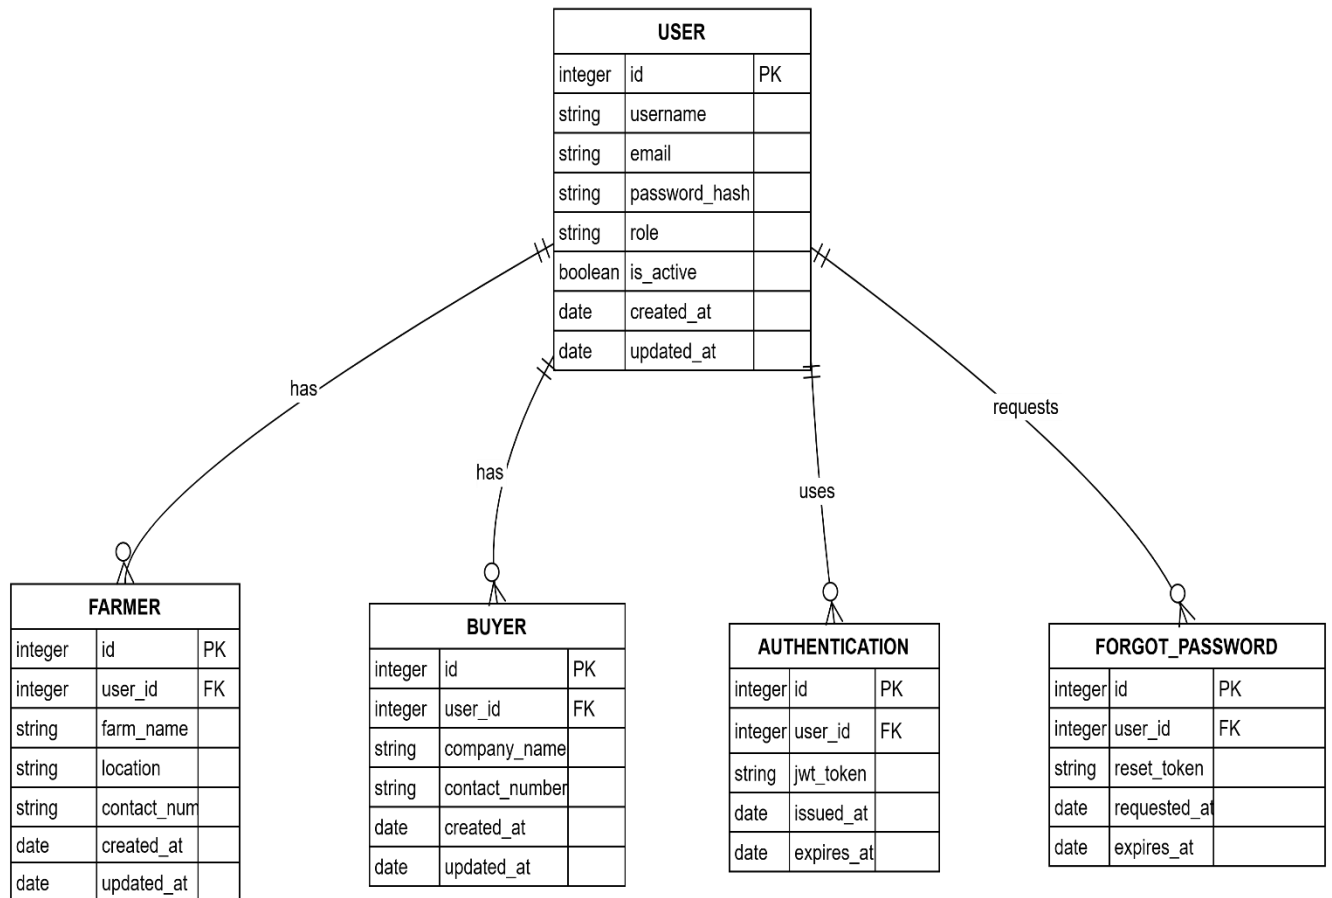 USER
integer id PK
string username
string email
string password_hash
string role
boolean is_active
date created_at
date updated_at
has
has
uses
requests
FARMER
integer id PK
integer user_id FK
string farm_name
string location
string contact_num
date created_at
date updated_at
BUYER
integer id PK
integer user_id FK
string company_name
string contact_number
date created_at
date updated_at
AUTHENTICATION
integer id PK
integer user_id FK
string jwt_token
date issued_at
date expires_at
FORGOT_PASSWORD
integer id PK
integer user_id FK
string reset_token
date requested_at
date expires_at